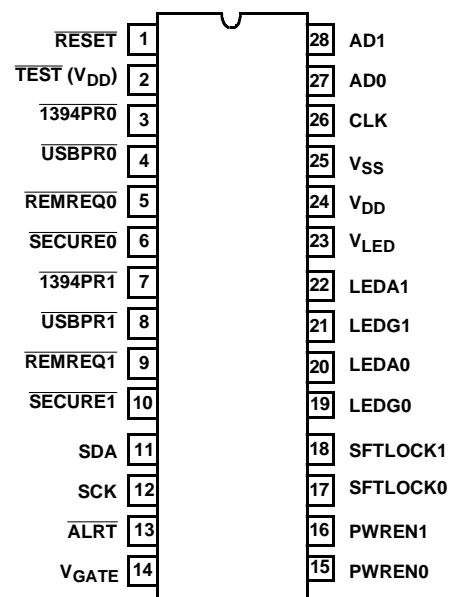 RESET 1 28 AD1
TEST (VDD) 2 27 AD0
1394PR0 3 26 CLK
USBPR0 4 25 VSS
REMREQ0 5 24 VDD
SECURE0 6 23 VLED
1394PR1 7 22 LEDA1
USBPR1 8 21 LEDG1
REMREQ1 9 20 LEDA0
SECURE1 10 19 LEDG0
SDA 11 18 SFTLOCK1
SCK 12 17 SFTLOCK0
ALRT 13 16 PWREN1
VGATE 14 15 PWREN0